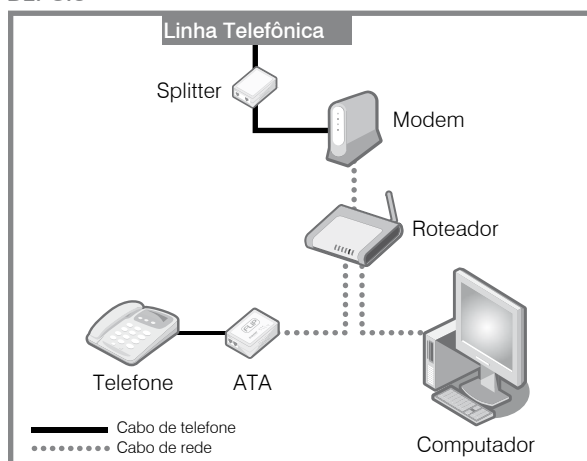 Linha Telefônica
Splitter
Modem
Roteador
Telefone
ATA
Computador
Cabo de telefone
Cabo de rede